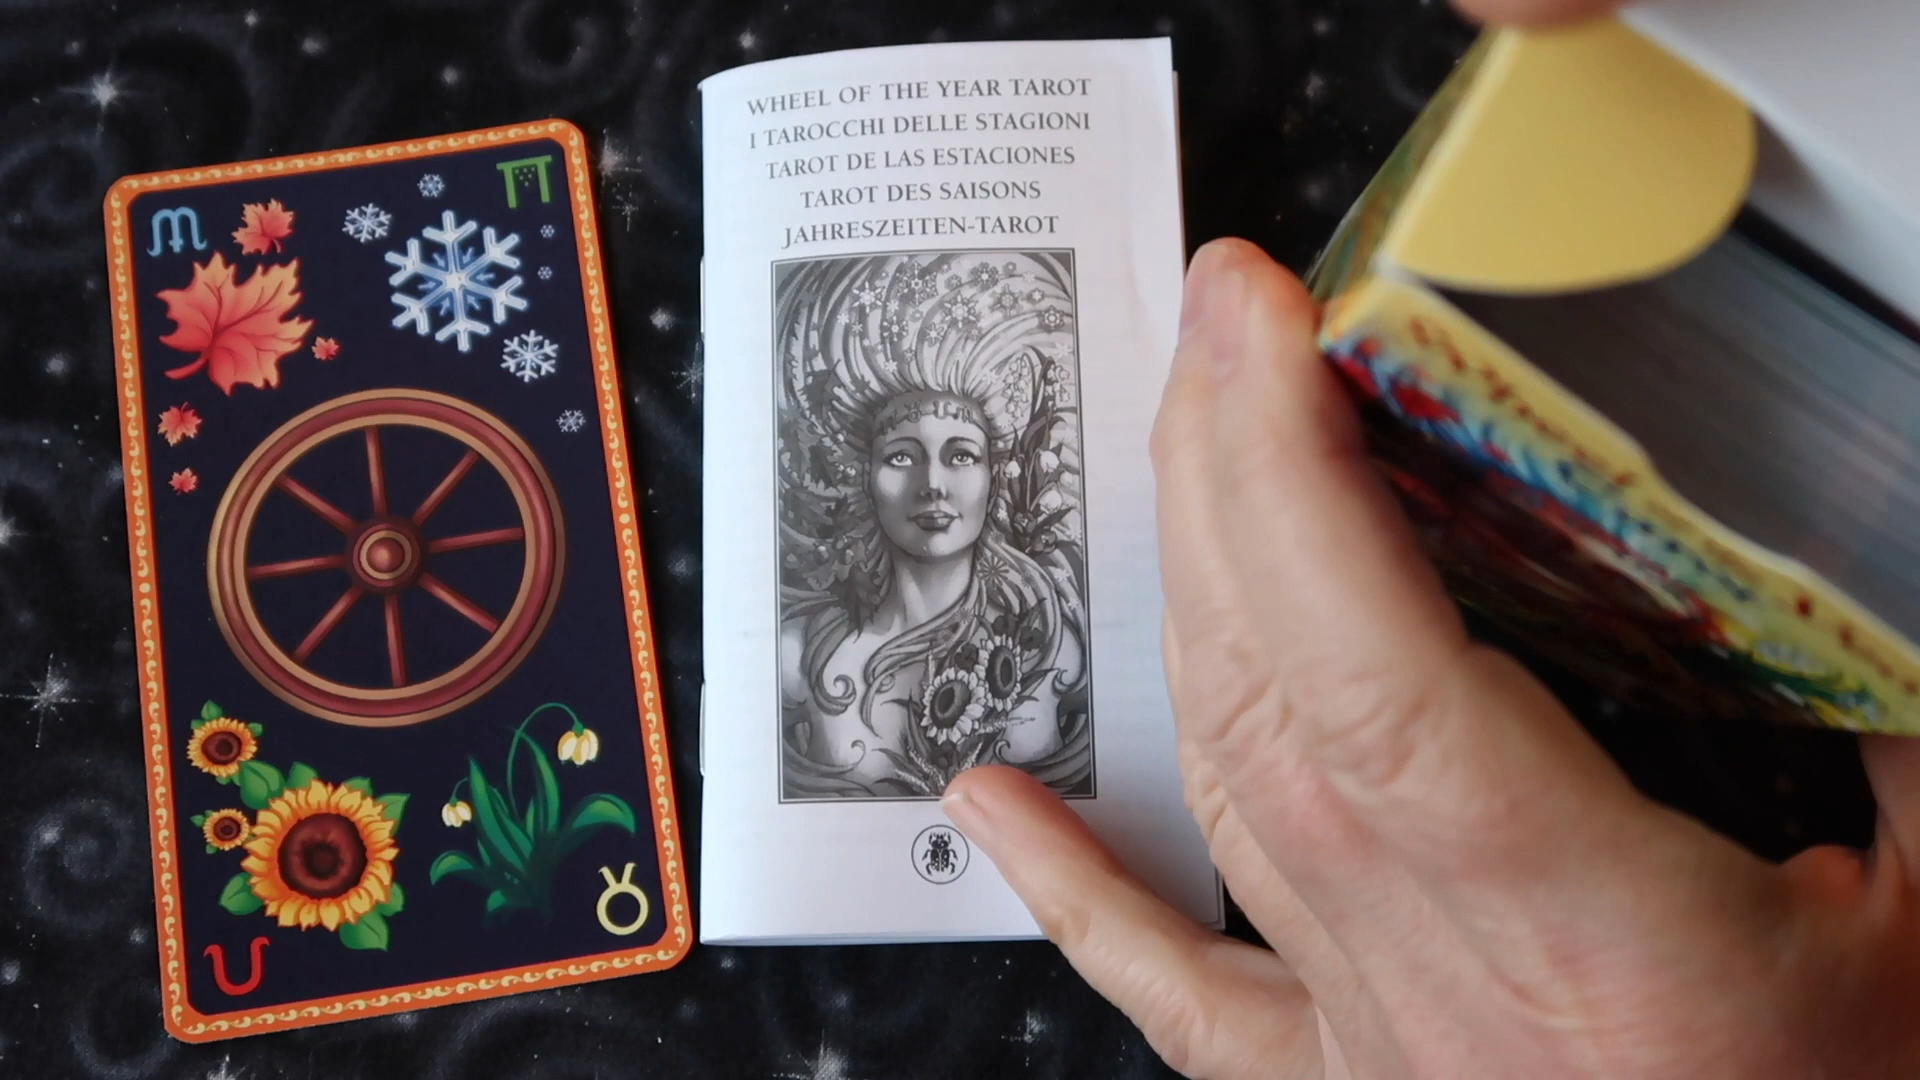 WHEEL OF THE YEAR TAROT
I TAROCCHI DELLE STAGIONI
TAROT DE LAS ESTACIONES
TAROT DES SAISONS
JAHRESZEITEN-TAROT